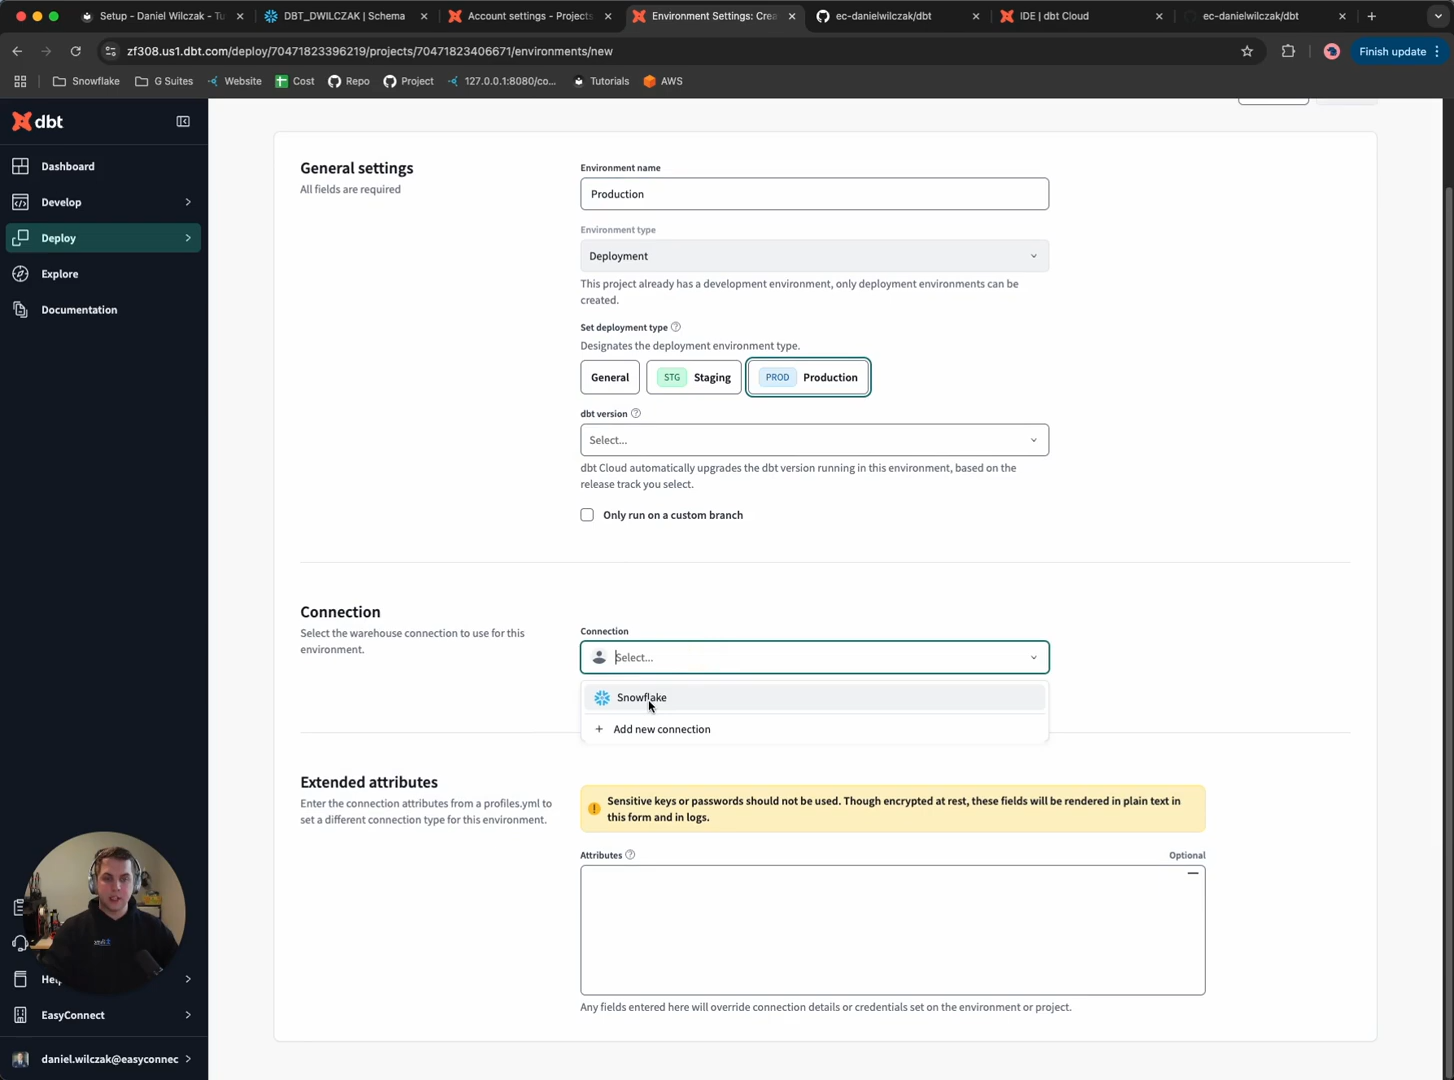 Setup - Daniel Wilczak - Tu
DBT_DWILCZAK | Schema
Account settings - Projects
Environment Settings: Crea
ec-danielwilczak/dbt
IDE | dbt Cloud
ec-danielwilczak/dbt
zf308.us1.dbt.com/deploy/70471823396219/projects/70471823406671/environments/new
Finish update
Snowflake
G Suites
Website
Cost
Repo
Project
127.0.0.1:8080/co...
Tutorials
AWS
dbt
Dashboard
Develop
Deploy
Explore
Documentation
EasyConnect
daniel.wilczak@easyconnec
General settings
All fields are required
Environment name
Production
Environment type
Deployment
This project already has a development environment, only deployment environments can be
created.
Set deployment type
Designates the deployment environment type.
General
STG Staging
PROD Production
dbt version
Select...
dbt Cloud automatically upgrades the dbt version running in this environment, based on the
release track you select.
Only run on a custom branch
Connection
Select the warehouse connection to use for this
environment.
Connection
Select...
Snowflake
+ Add new connection
Extended attributes
Enter the connection attributes from a profiles.yml to
set a different connection type for this environment.
Sensitive keys or passwords should not be used. Though encrypted at rest, these fields will be rendered in plain text in
this form and in logs.
Attributes
Optional
Any fields entered here will override connection details or credentials set on the environment or project.